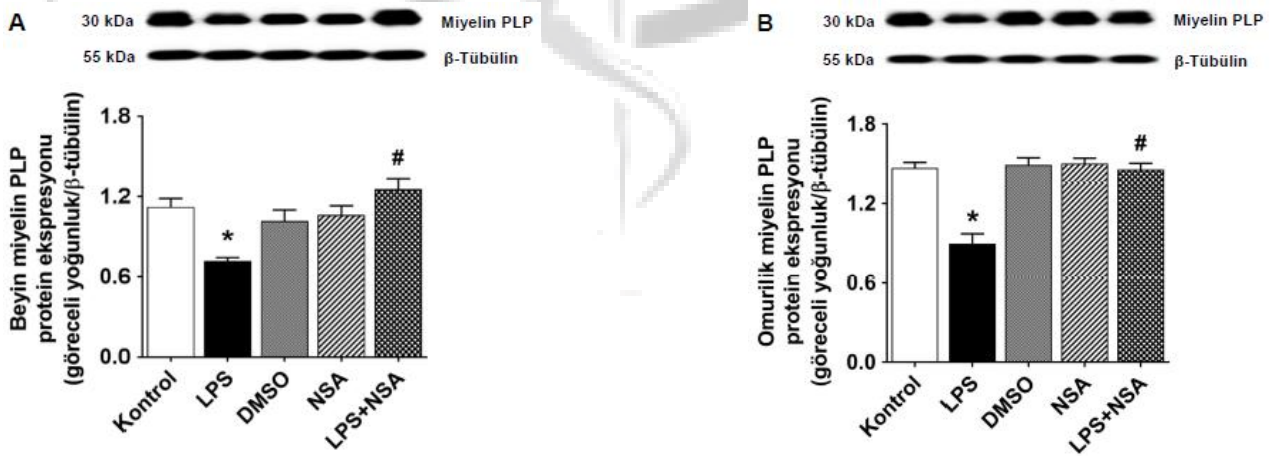 A
30 kDa Miyelin PLP
55 kDa β-Tübülin
Beyin miyelin PLP
protein ekspresyonu
(göreceli yoğunluk/β-tübülin)
1.8
1.2
0.6
0.0
*
#
Kontrol
LPS
DMSO
NSA
LPS+NSA
B
30 kDa Miyelin PLP
55 kDa β-Tübülin
Omurilik miyelin PLP
protein ekspresyonu
(göreceli yoğunluk/β-tübülin)
1.8
1.2
0.6
0.0
*
#
Kontrol
LPS
DMSO
NSA
LPS+NSA